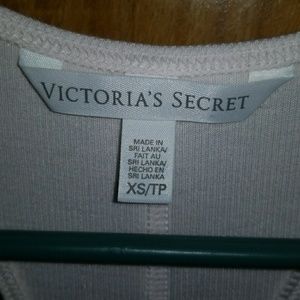 VICTORIA'S SECRET
MADE IN
SRI LANKA/
FAIT AU
SRI LANKA/
HECHO EN
SRI LANKA
XS/TP